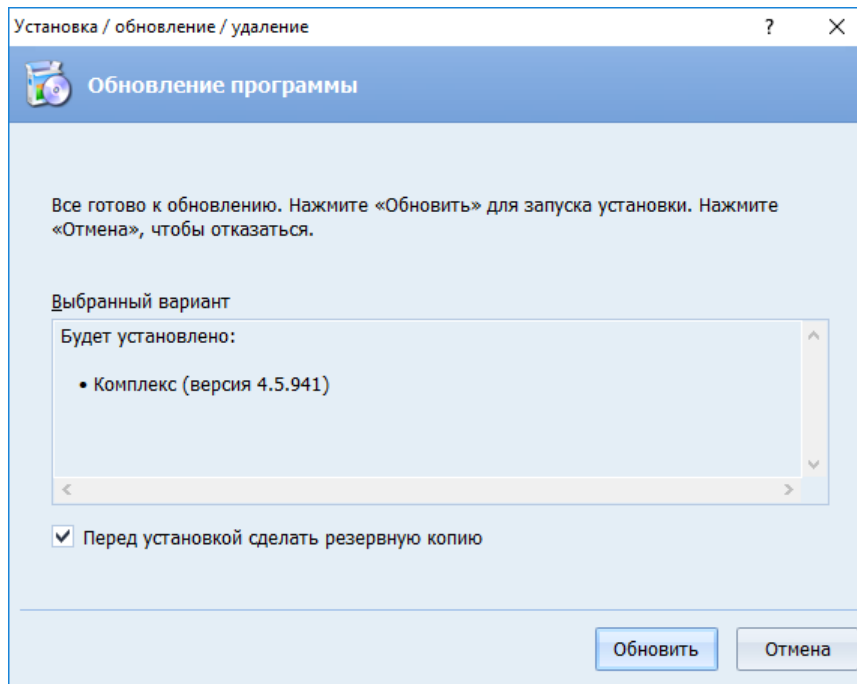 Установка / обновление / удаление
Обновление программы
Все готово к обновлению. Нажмите «Обновить» для запуска установки. Нажмите
«Отмена», чтобы отказаться.
Выбранный вариант
Будет установлено:
• Комплекс (версия 4.5.941)
Перед установкой сделать резервную копию
Обновить Отмена